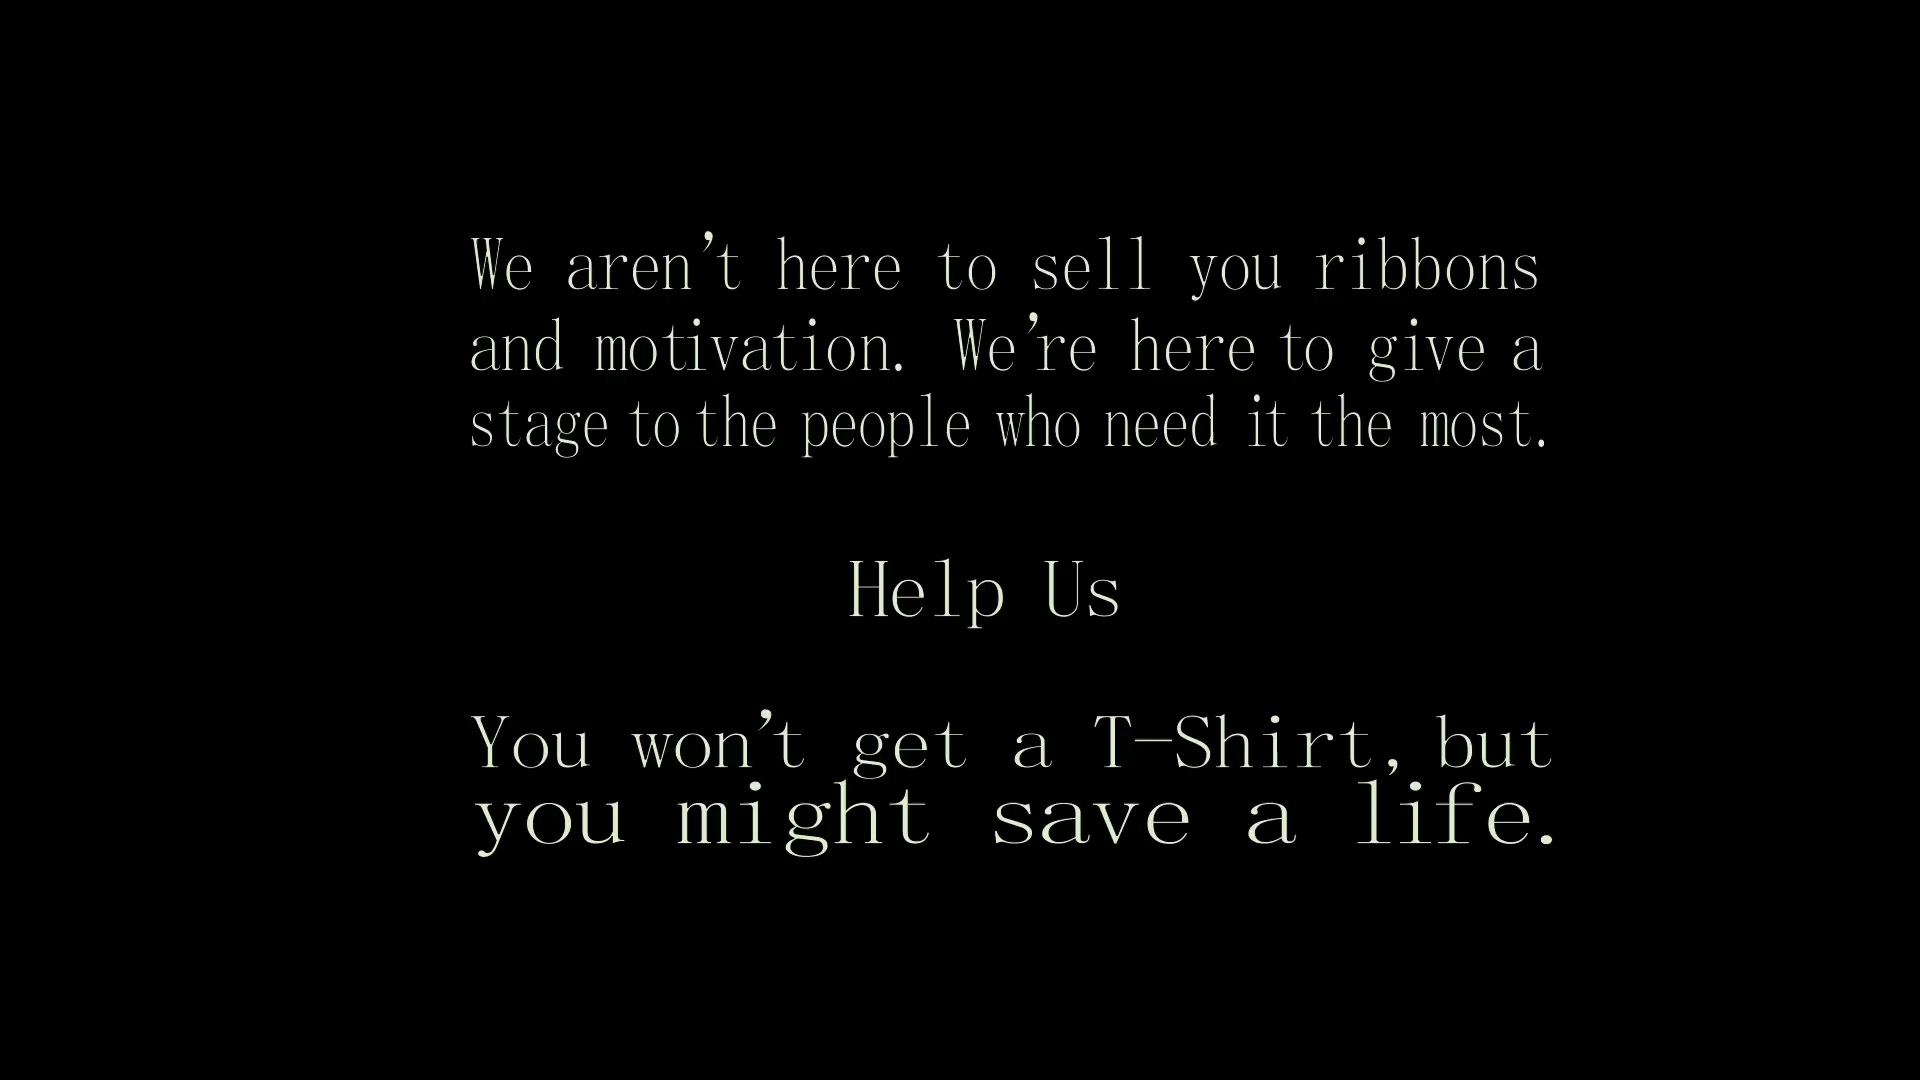 We aren’t here to sell you ribbons
and motivation. We’re here to give a
stage to the people who need it the most.
Help Us
You won’t get a T-Shirt, but
you might save a life.